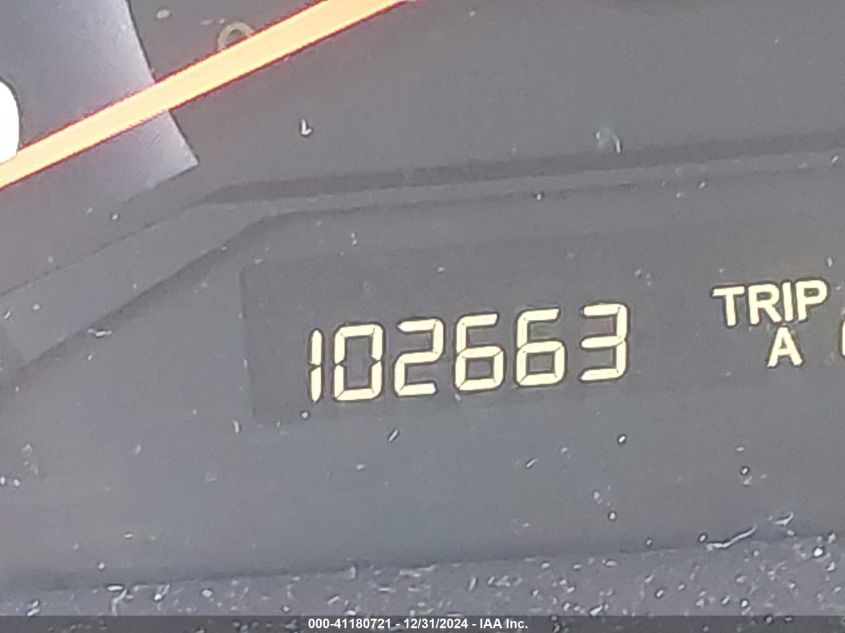 102663 TRIP
A
000-41180721 - 12/31/2024 - IAA Inc.